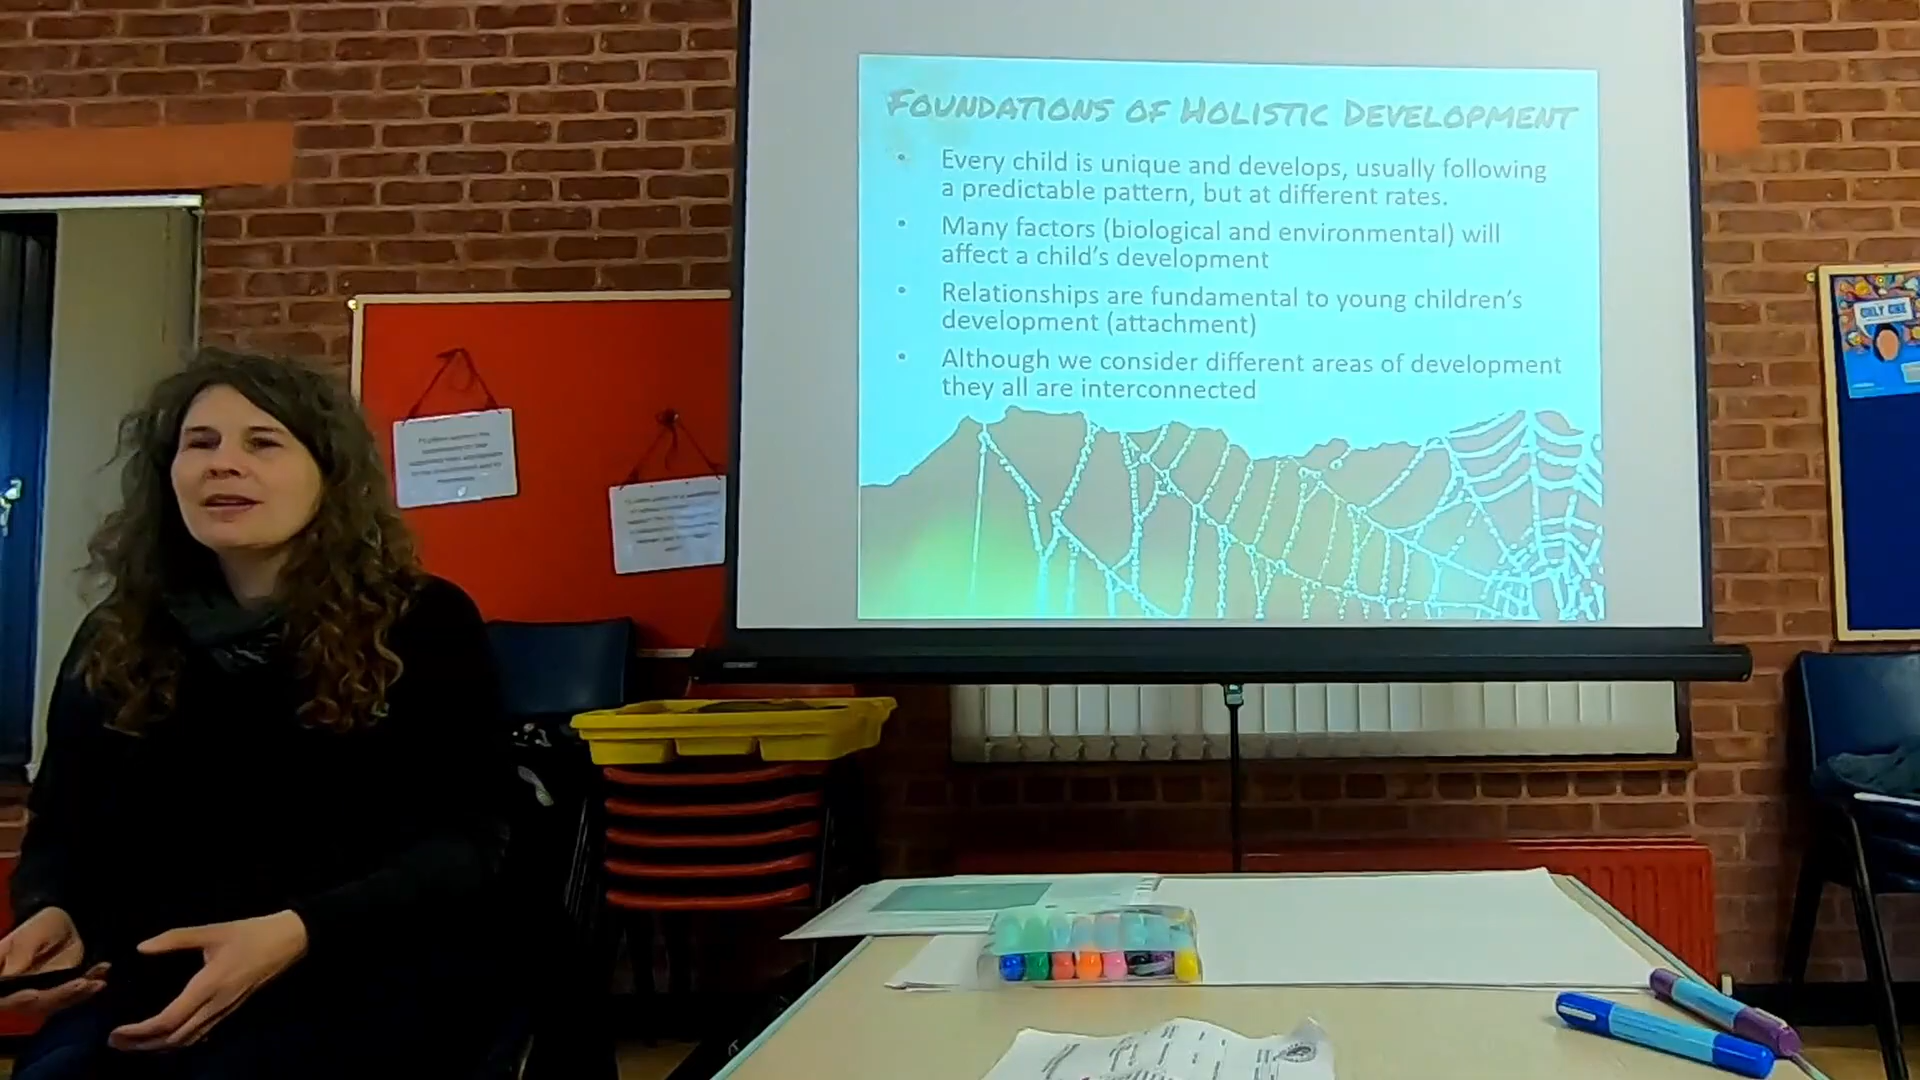 FOUNDATIONS OF HOLISTIC DEVELOPMENT
• Every child is unique and develops, usually following
a predictable pattern, but at different rates.
• Many factors (biological and environmental) will
affect a child's development
• Relationships are fundamental to young children's
development (attachment)
• Although we consider different areas of development
they all are interconnected